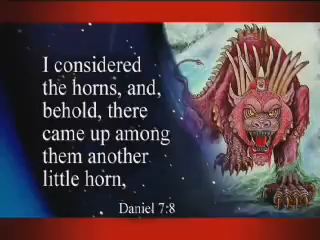 I considered
the horns, and,
behold, there
came up among
them another
little horn,
Daniel 7:8